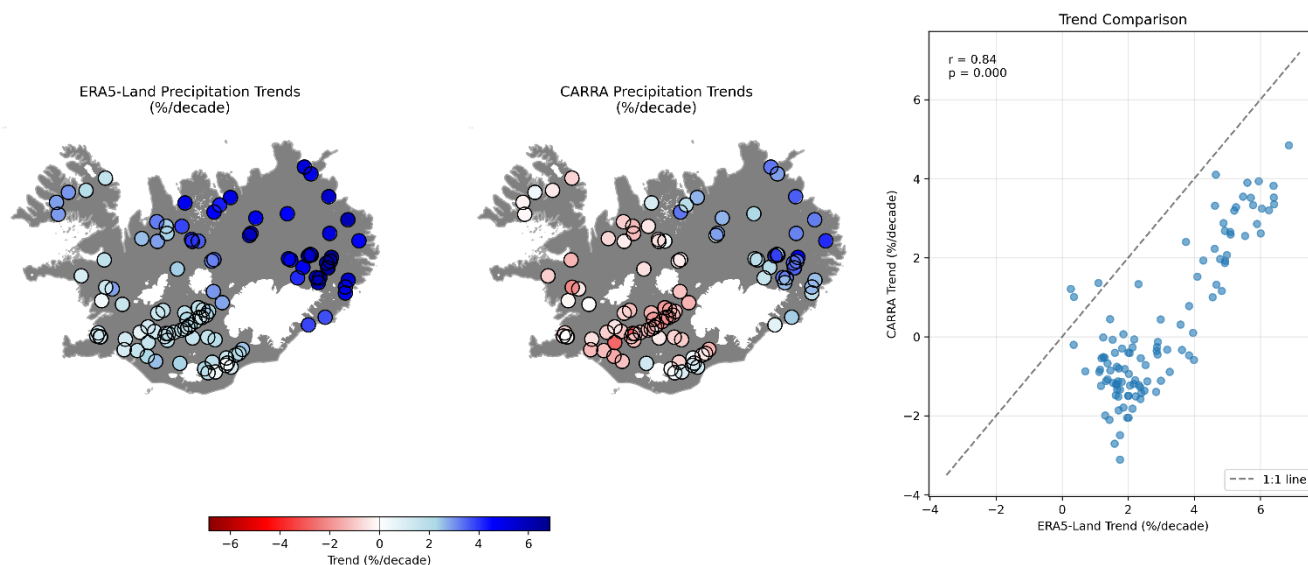 ERA5-Land Precipitation Trends
(%/decade)
CARRA Precipitation Trends
(%/decade)
−6
−4
−2
0
2
4
6
Trend (%/decade)
Trend Comparison
r = 0.84
p = 0.000
CARRA Trend (%/decade)
6
4
2
0
−2
−4
−4
−2
0
2
4
6
ERA5-Land Trend (%/decade)
1:1 line